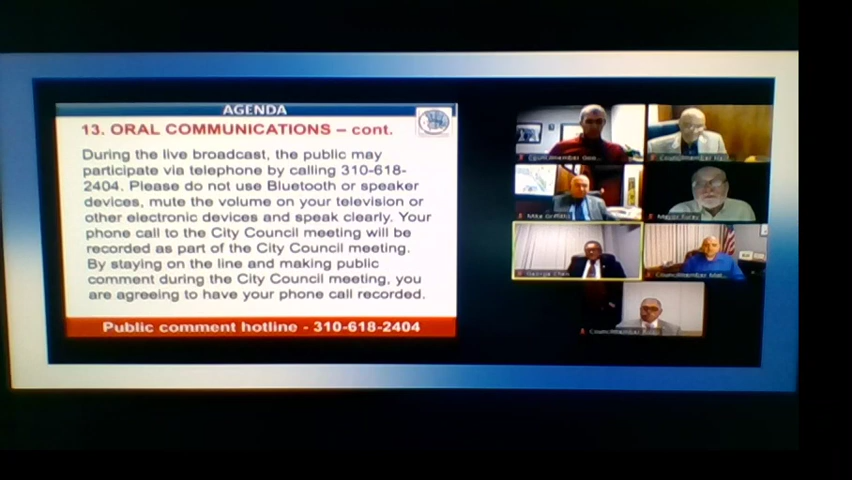 AGENDA
13. ORAL COMMUNICATIONS – cont.
During the live broadcast, the public may
participate via telephone by calling 310-618-
2404. Please do not use Bluetooth or speaker
devices, mute the volume on your television or
other electronic devices and speak clearly. Your
phone call to the City Council meeting will be
recorded as part of the City Council meeting.
By staying on the line and making public
comment during the City Council meeting, you
are agreeing to have your phone call recorded.
Public comment hotline - 310-618-2404
Councilmember
Councilmember
Mike Griffiths
Mayor Furey
George Chen
Councilmember
Councilmember